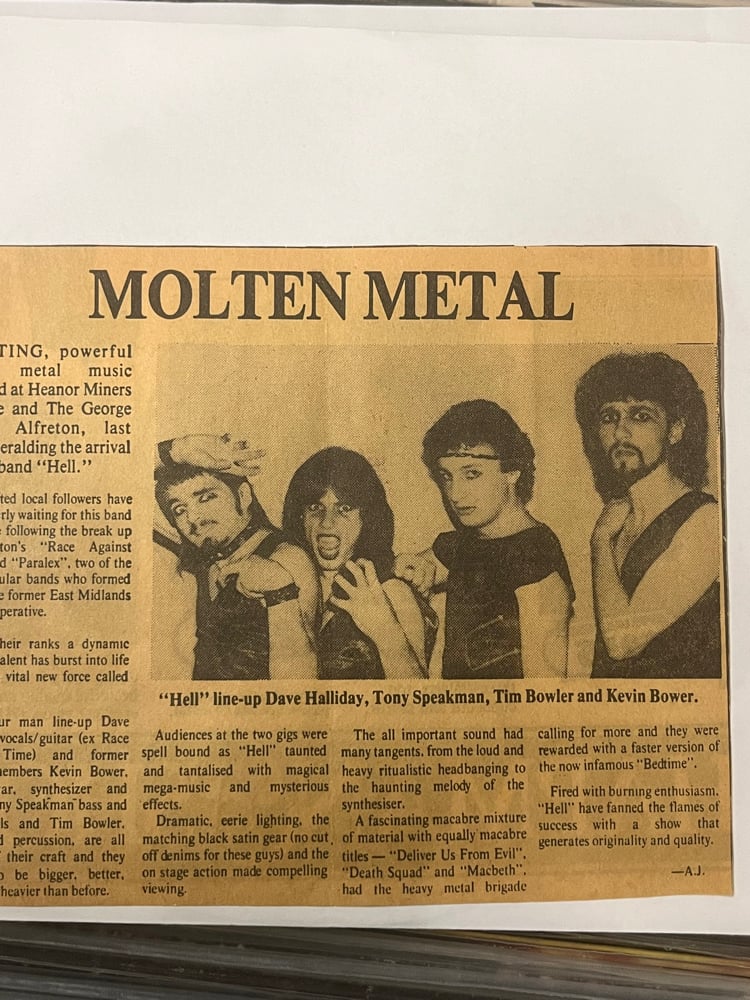 MOLTEN METAL
TING, powerful
metal music
d at Heanor Miners
e and The George
Alfreton, last
eralding the arrival
band “Hell.”
ted local followers have
rly waiting for this band
following the break up
ton's “Race Against
d “Paralex”, two of the
ular bands who formed
e former East Midlands
perative.
heir ranks a dynamic
alent has burst into life
vital new force called
ur man line-up Dave
vocals/guitar (ex Race
Time) and former
embers Kevin Bower,
ar, synthesizer and
ny Speakman bass and
ls and Tim Bowler,
d percussion, are all
their craft and they
o be bigger, better,
heavier than before.
“Hell” line-up Dave Halliday, Tony Speakman, Tim Bowler and Kevin Bower.
Audiences at the two gigs were
spell bound as “Hell” taunted
and tantalised with magical
mega-music and mysterious
effects.
Dramatic, eerie lighting, the
matching black satin gear (no cut
off denims for these guys) and the
on stage action made compelling
viewing.
The all important sound had
many tangents, from the loud and
heavy ritualistic headbanging to
the haunting melody of the
synthesiser.
A fascinating macabre mixture
of material with equally macabre
titles — “Deliver Us From Evil”,
“Death Squad” and “Macbeth”,
had the heavy metal brigade
calling for more and they were
rewarded with a faster version of
the now infamous “Bedtime”.
Fired with burning enthusiasm,
“Hell” have fanned the flames of
success with a show that
generates originality and quality.
—A.J.